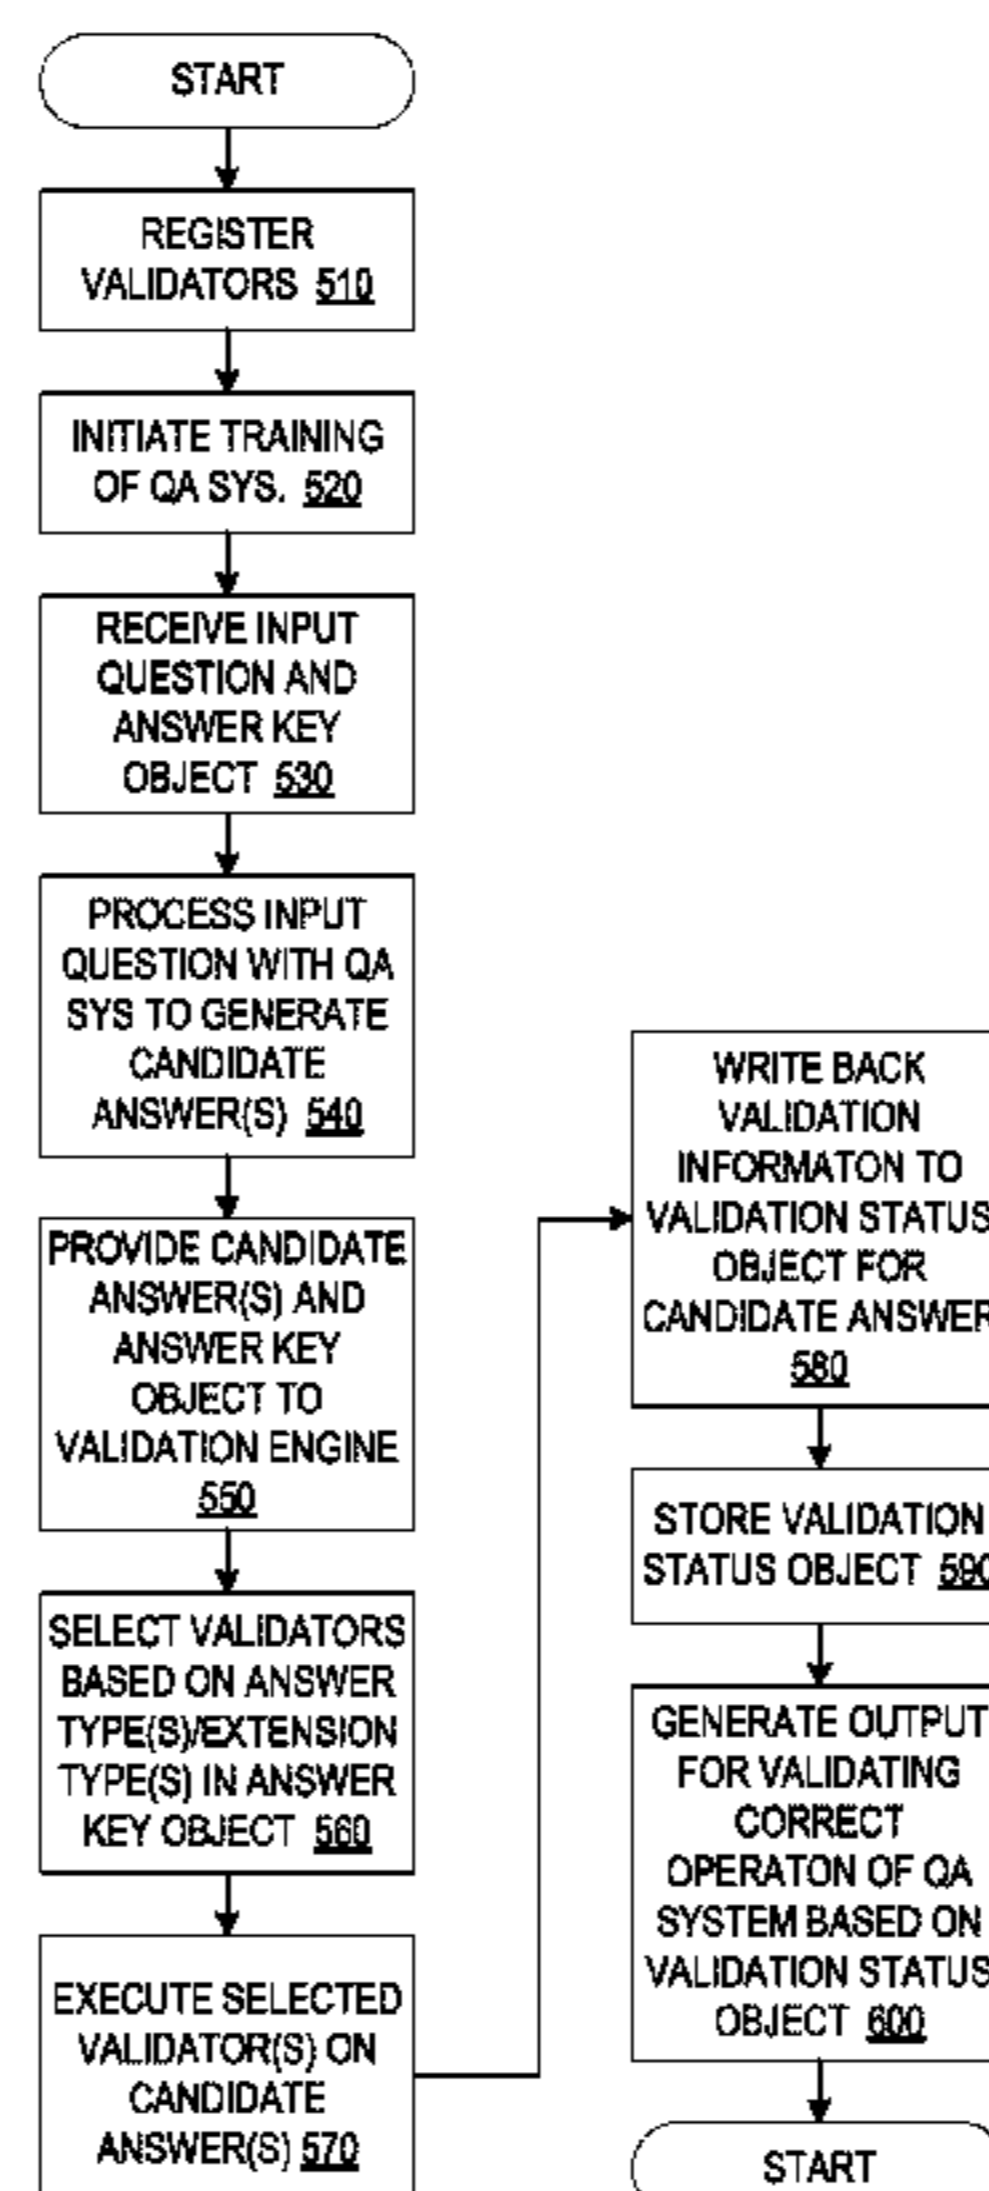 START
REGISTER
VALIDATORS 510
INITIATE TRAINING
OF QA SYS. 520
RECEIVE INPUT
QUESTION AND
ANSWER KEY
OBJECT 530
PROCESS INPUT
QUESTION WITH QA
SYS TO GENERATE
CANDIDATE
ANSWER(S) 540
PROVIDE CANDIDATE
ANSWER(S) AND
ANSWER KEY
OBJECT TO
VALIDATION ENGINE
550
SELECT VALIDATORS
BASED ON ANSWER
TYPE(S)/EXTENSION
TYPE(S) IN ANSWER
KEY OBJECT 560
EXECUTE SELECTED
VALIDATOR(S) ON
CANDIDATE
ANSWER(S) 570
WRITE BACK
VALIDATION
INFORMATON TO
VALIDATION STATUS
OBJECT FOR
CANDIDATE ANSWER
580
STORE VALIDATION
STATUS OBJECT 590
GENERATE OUTPUT
FOR VALIDATING
CORRECT
OPERATON OF QA
SYSTEM BASED ON
VALIDATION STATUS
OBJECT 600
START